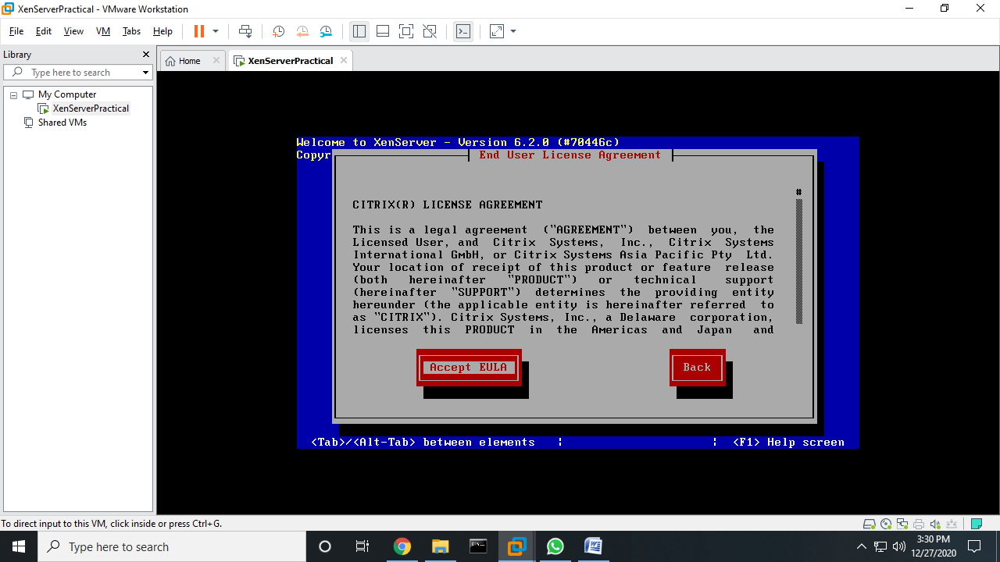 XenServerPractical - VMware Workstation
File Edit View VM Tabs Help
Library
Type here to search
My Computer
XenServerPractical
Shared VMs
Home
XenServerPractical
Welcome to XenServer - Version 6.2.0 (#70446c)
Copyr
End User License Agreement
#
CITRIX(R) LICENSE AGREEMENT
This is a legal agreement ("AGREEMENT") between you, the
Licensed User, and Citrix Systems, Inc., Citrix Systems
International GmbH, or Citrix Systems Asia Pacific Pty Ltd.
Your location of receipt of this product or feature release
(both hereinafter "PRODUCT") or technical support
(hereinafter "SUPPORT") determines the providing entity
hereunder (the applicable entity is hereinafter referred to
as "CITRIX"). Citrix Systems, Inc., a Delaware corporation,
licenses this PRODUCT in the Americas and Japan and
Accept EULA Back
<Tab>/<Alt-Tab> between elements ¦ ¦ <F1> Help screen
To direct input to this VM, click inside or press Ctrl+G.
Type here to search
3:30 PM
12/27/2020